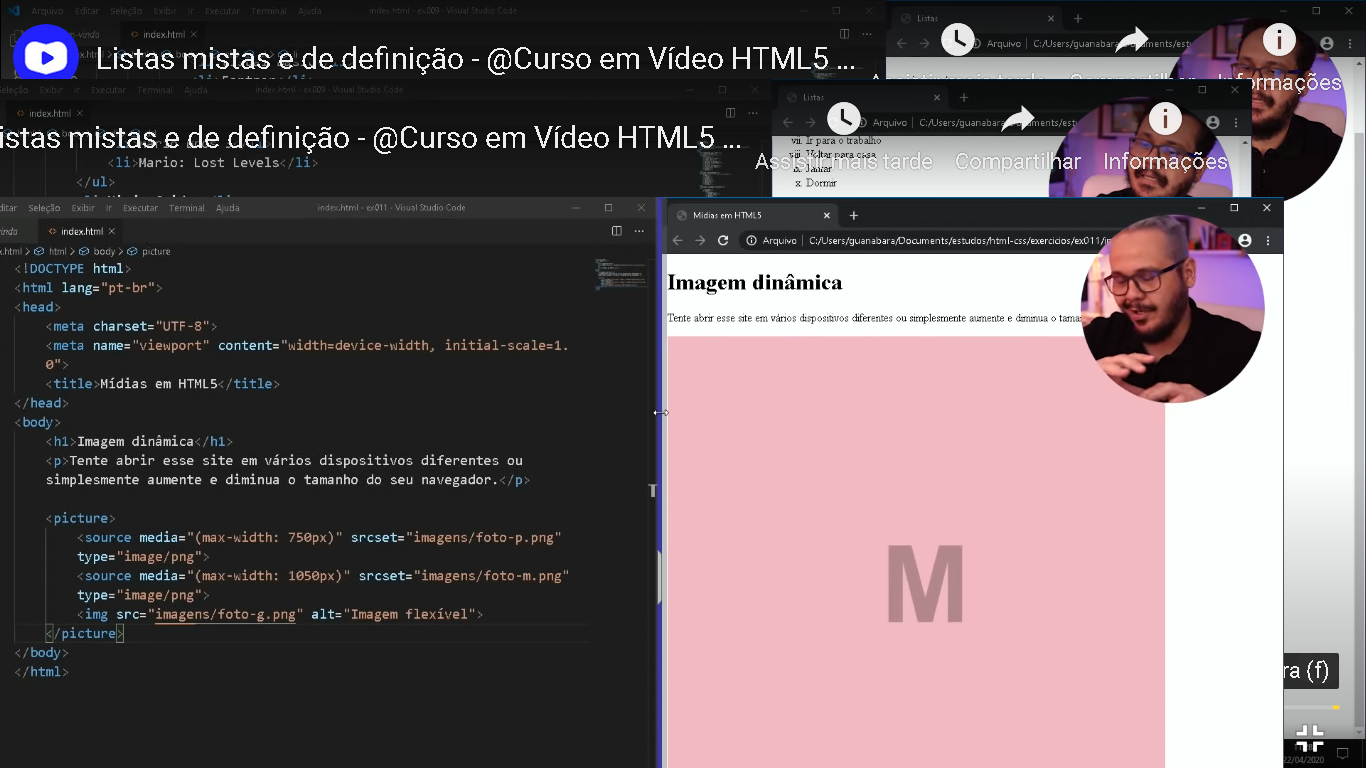 Arquivo Editar Seleção Exibir Ir Executar Terminal Ajuda index.html - ex009 - Visual Studio Code
index.html
Listas mistas e de definição - @Curso em Vídeo HTML5 ...
Listas
Arquivo C:/Users/guanabara/Documents/estu
Assistir mais tarde Compartilhar Informações
Exibir Ir Executar Terminal Ajuda index.html - ex009 - Visual Studio Code
index.html
istas mistas e de definição - @Curso em Vídeo HTML5 ...
<li>Mario: Lost Levels</li>
</ul>
Listas
Arquivo C:/Users/guanabara/Documents/estu
vii. Ir para o trabalho
viii. Voltar para casa
ix. Jantar
x. Dormir
Assistir mais tarde Compartilhar Informações
ditar Seleção Exibir Ir Executar Terminal Ajuda index.html - ex011 - Visual Studio Code
vindo index.html
x.html > html > body > picture
<!DOCTYPE html>
<html lang="pt-br">
<head>
<meta charset="UTF-8">
<meta name="viewport" content="width=device-width, initial-scale=1.
0">
<title>Mídias em HTML5</title>
</head>
<body>
<h1>Imagem dinâmica</h1>
<p>Tente abrir esse site em vários dispositivos diferentes ou
simplesmente aumente e diminua o tamanho do seu navegador.</p>
<picture>
<source media="(max-width: 750px)" srcset="imagens/foto-p.png"
type="image/png">
<source media="(max-width: 1050px)" srcset="imagens/foto-m.png"
type="image/png">
<img src="imagens/foto-g.png" alt="Imagem flexível">
</picture>
</body>
</html>
Mídias em HTML5
Arquivo C:/Users/guanabara/Documents/estudos/html-css/exercicios/ex011/in
Imagem dinâmica
Tente abrir esse site em vários dispositivos diferentes ou simplesmente aumente e diminua o tama
M
ra (f)
22/04/2020